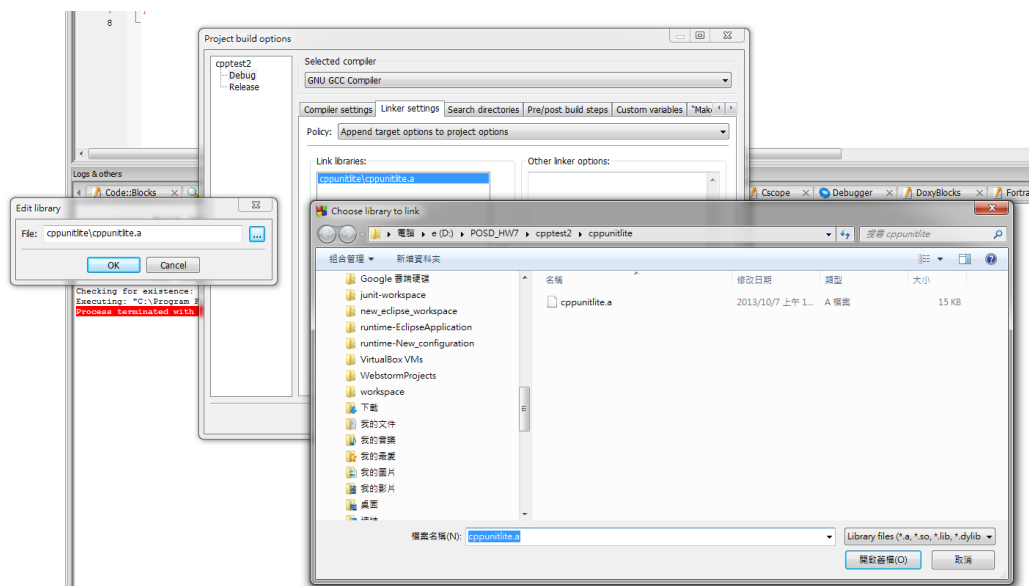 8
Project build options
cpptest2
Debug
Release
Selected compiler
GNU GCC Compiler
Compiler settings
Linker settings
Search directories
Pre/post build steps
Custom variables
"Make
Policy:
Append target options to project options
Link libraries:
Other linker options:
cppunitlite\cppunitlite.a
Logs & others
Code::Blocks
Cscope
Debugger
DoxyBlocks
Fortra
Edit library
File:
cppunitlite\cppunitlite.a
...
OK
Cancel
Checking for existence:
Executing: "C:\Program
Process terminated with
Choose library to link
電腦
e (D:)
POSD_HW7
cpptest2
cppunitlite
搜尋 cppunitlite
組合管理
新增資料夾
Google 雲端硬碟
junit-workspace
new_eclipse_workspace
runtime-EclipseApplication
runtime-New_configuration
VirtualBox VMs
WebstormProjects
workspace
下載
我的文件
我的音樂
我的最愛
我的圖片
我的影片
桌面
名稱
修改日期
類型
大小
cppunitlite.a
2013/10/7 上午 1...
A 檔案
15 KB
檔案名稱(N):
cppunitlite.a
Library files (*.a, *.so, *.lib, *.dylib
開啟舊檔(O)
取消